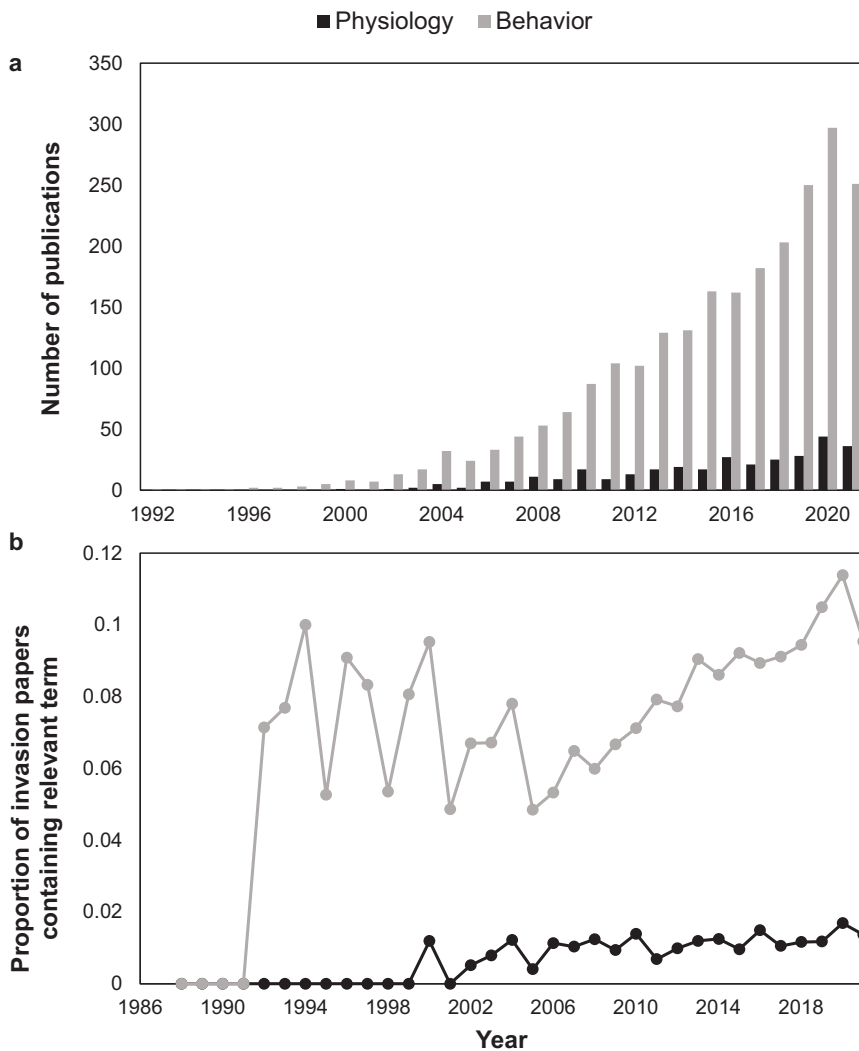 Physiology Behavior
a
350
300
250
200
150
100
50
0
Number of publications
1992 1996 2000 2004 2008 2012 2016 2020
b
0.12
0.1
0.08
0.06
0.04
0.02
0
Proportion of invasion papers
containing relevant term
1986 1990 1994 1998 2002 2006 2010 2014 2018
Year